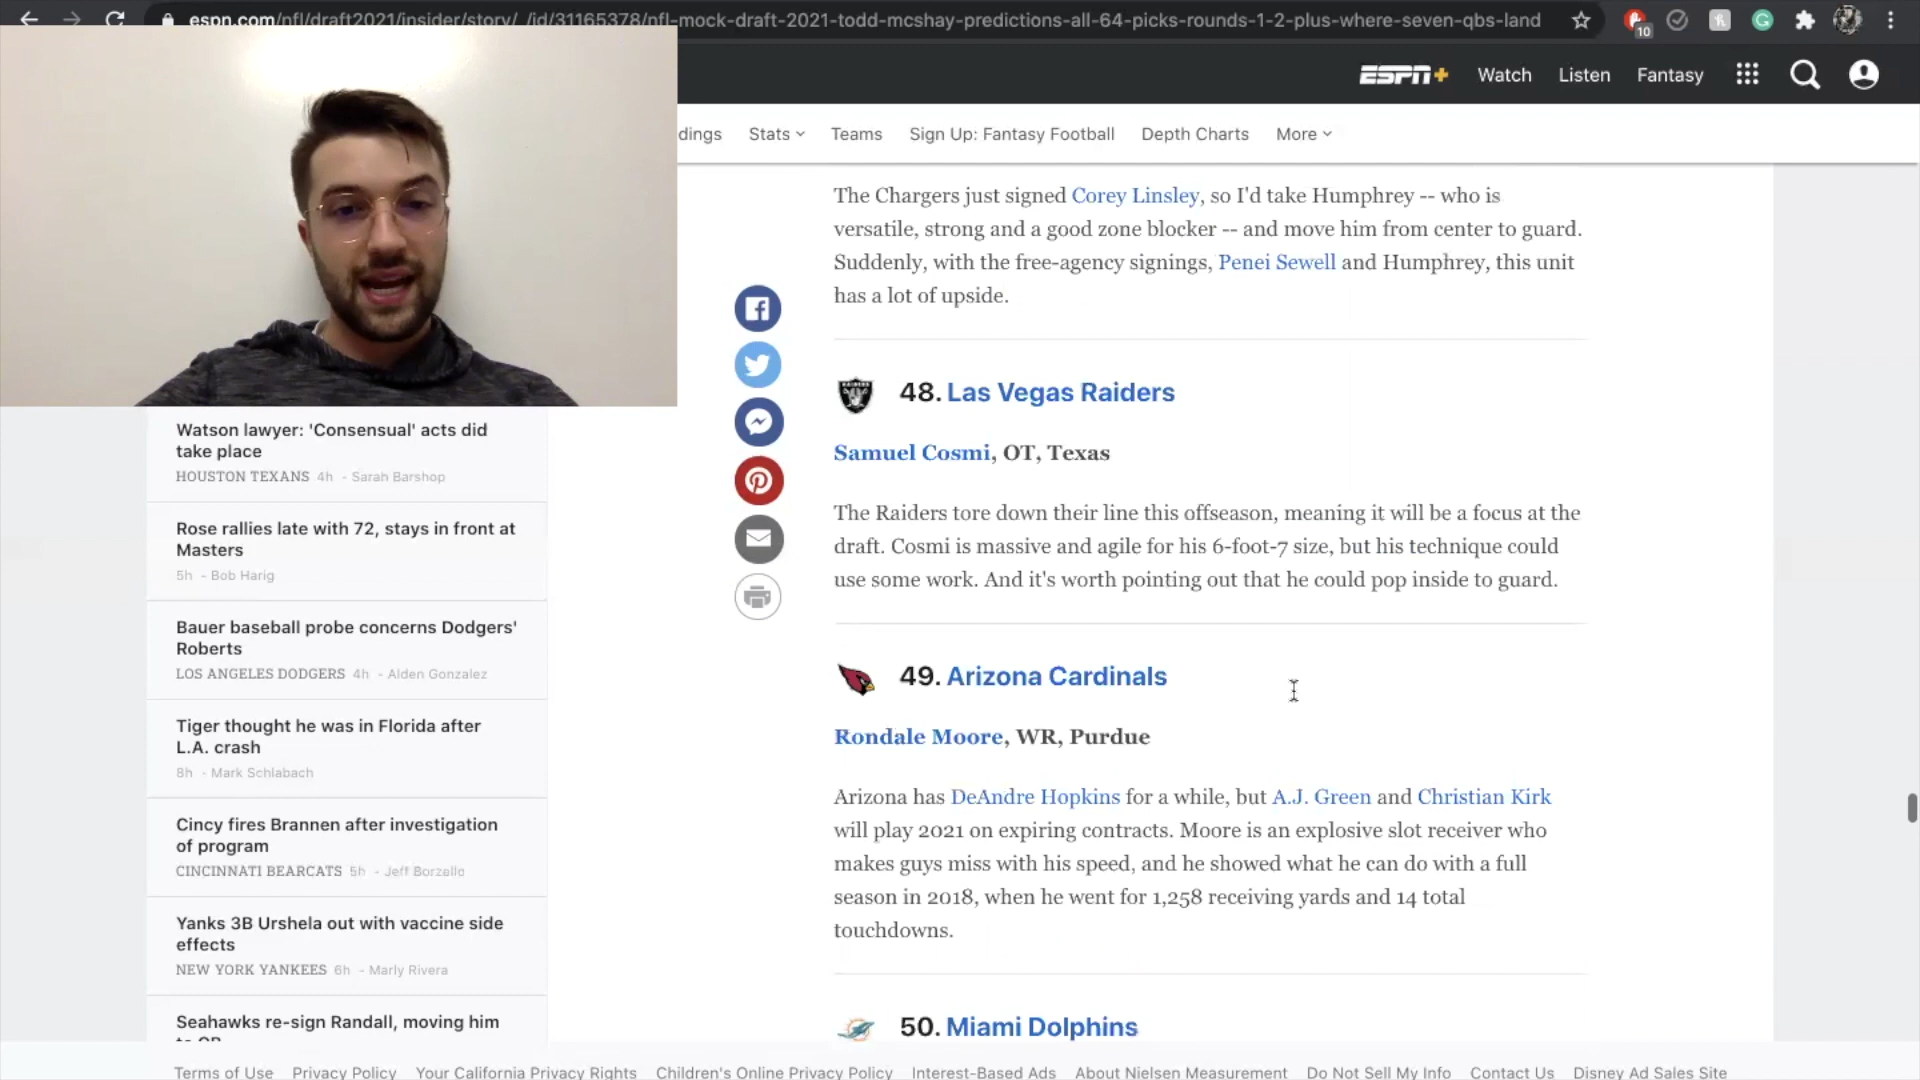 espn.com/nfl/draft2021/insider/story/_/id/31165378/nfl-mock-draft-2021-todd-mcshay-predictions-all-64-picks-rounds-1-2-plus-where-seven-qbs-land
10
ESPN+ Watch Listen Fantasy
dings Stats Teams Sign Up: Fantasy Football Depth Charts More
The Chargers just signed Corey Linsley, so I'd take Humphrey -- who is
versatile, strong and a good zone blocker -- and move him from center to guard.
Suddenly, with the free-agency signings, Penei Sewell and Humphrey, this unit
has a lot of upside.
RAIDERS
48. Las Vegas Raiders
Samuel Cosmi, OT, Texas
The Raiders tore down their line this offseason, meaning it will be a focus at the
draft. Cosmi is massive and agile for his 6-foot-7 size, but his technique could
use some work. And it's worth pointing out that he could pop inside to guard.
49. Arizona Cardinals
Rondale Moore, WR, Purdue
Arizona has DeAndre Hopkins for a while, but A.J. Green and Christian Kirk
will play 2021 on expiring contracts. Moore is an explosive slot receiver who
makes guys miss with his speed, and he showed what he can do with a full
season in 2018, when he went for 1,258 receiving yards and 14 total
touchdowns.
50. Miami Dolphins
Watson lawyer: 'Consensual' acts did
take place
HOUSTON TEXANS 4h - Sarah Barshop
Rose rallies late with 72, stays in front at
Masters
5h - Bob Harig
Bauer baseball probe concerns Dodgers'
Roberts
LOS ANGELES DODGERS 4h - Alden Gonzalez
Tiger thought he was in Florida after
L.A. crash
8h - Mark Schlabach
Cincy fires Brannen after investigation
of program
CINCINNATI BEARCATS 5h - Jeff Borzello
Yanks 3B Urshela out with vaccine side
effects
NEW YORK YANKEES 6h - Marly Rivera
Seahawks re-sign Randall, moving him
Terms of Use Privacy Policy Your California Privacy Rights Children's Online Privacy Policy Interest-Based Ads About Nielsen Measurement Do Not Sell My Info Contact Us Disney Ad Sales Site